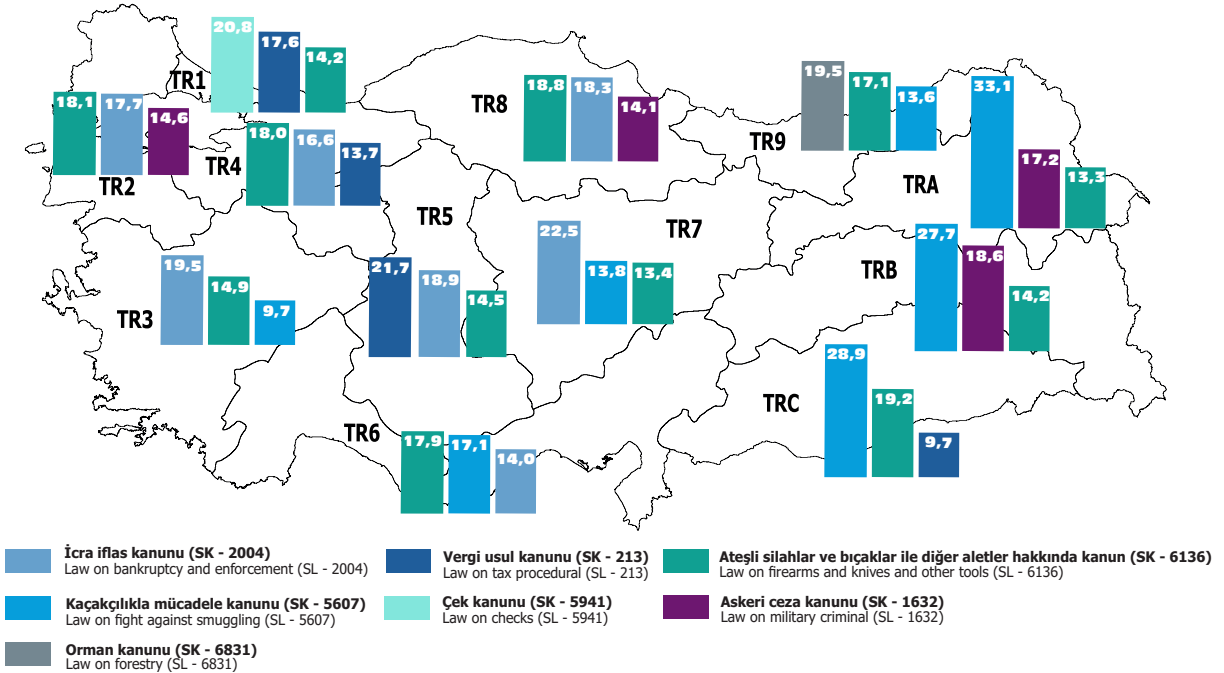 TR1
20,8
17,6
14,2
TR2
18,1
17,7
14,6
TR4
18,0
16,6
13,7
TR8
18,8
18,3
14,1
TR9
19,5
17,1
13,6
TRA
33,1
17,2
13,3
TR5
21,7
18,9
14,5
TR7
22,5
13,8
13,4
TRB
27,7
18,6
14,2
TR3
19,5
14,9
9,7
TRC
28,9
19,2
9,7
TR6
17,9
17,1
14,0
İcra iflas kanunu (SK - 2004)
Law on bankruptcy and enforcement (SL - 2004)
Vergi usul kanunu (SK - 213)
Law on tax procedural (SL - 213)
Ateşli silahlar ve bıçaklar ile diğer aletler hakkında kanun (SK - 6136)
Law on firearms and knives and other tools (SL - 6136)
Kaçakçılıkla mücadele kanunu (SK - 5607)
Law on fight against smuggling (SL - 5607)
Çek kanunu (SK - 5941)
Law on checks (SL - 5941)
Askeri ceza kanunu (SK - 1632)
Law on military criminal (SL - 1632)
Orman kanunu (SK - 6831)
Law on forestry (SL - 6831)